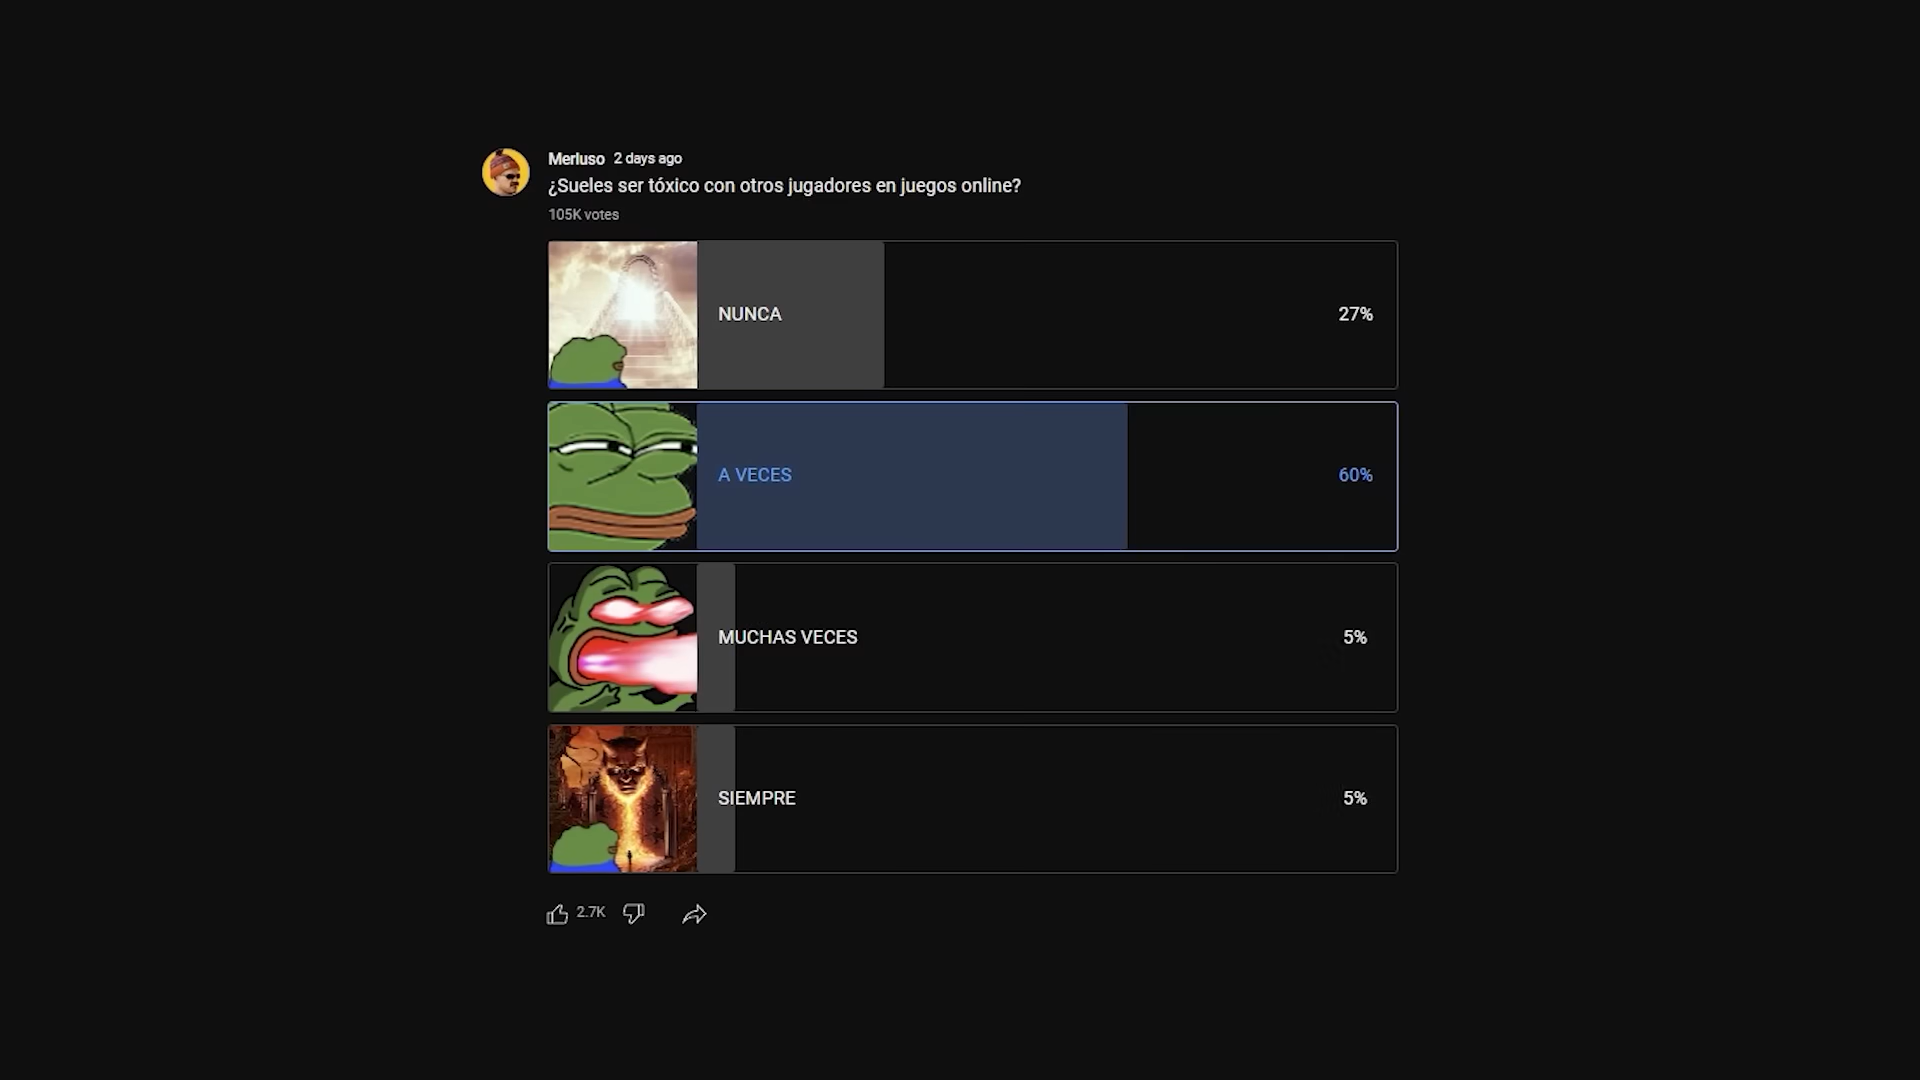 Merluso 2 days ago
¿Sueles ser tóxico con otros jugadores en juegos online?
105K votes
NUNCA 27%
A VECES 60%
MUCHAS VECES 5%
SIEMPRE 5%
2.7K